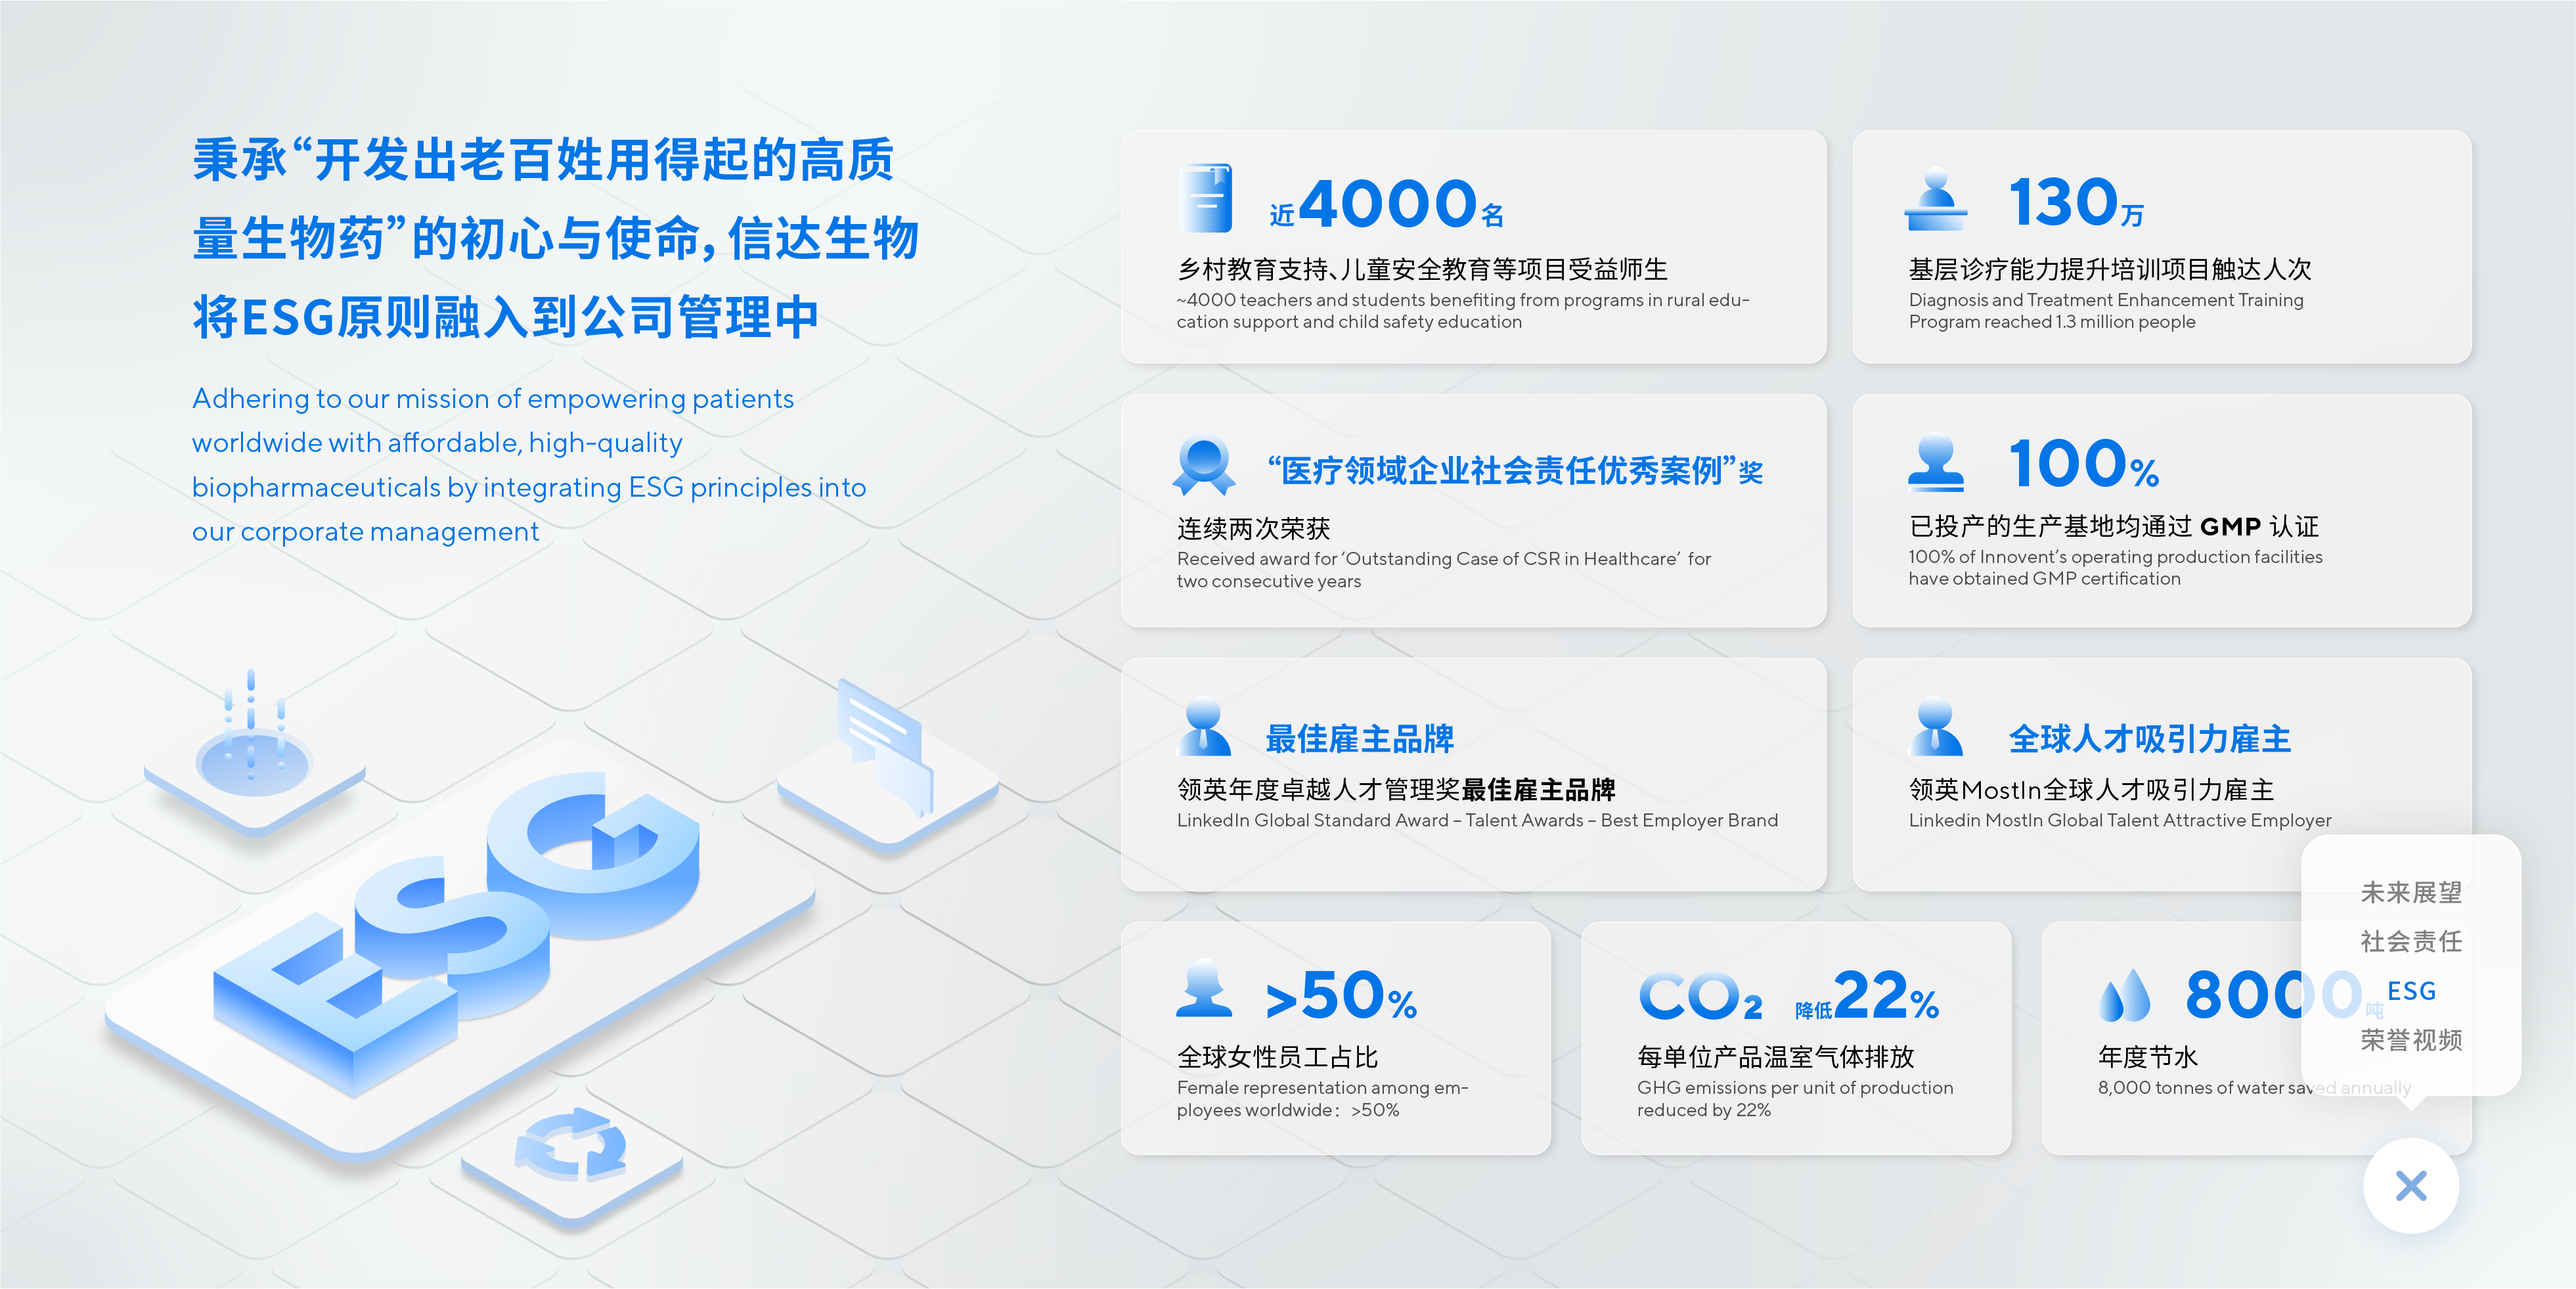 秉承“开发出老百姓用得起的高质
量生物药”的初心与使命，信达生物
将ESG原则融入到公司管理中
Adhering to our mission of empowering patients
worldwide with affordable, high-quality
biopharmaceuticals by integrating ESG principles into
our corporate management
ESG
近4000名
乡村教育支持、儿童安全教育等项目受益师生
~4000 teachers and students benefiting from programs in rural edu-
cation support and child safety education
130万
基层诊疗能力提升培训项目触达人次
Diagnosis and Treatment Enhancement Training
Program reached 1.3 million people
“医疗领域企业社会责任优秀案例”奖
连续两次荣获
Received award for ‘Outstanding Case of CSR in Healthcare’ for
two consecutive years
100%
已投产的生产基地均通过 GMP 认证
100% of Innovent’s operating production facilities
have obtained GMP certification
最佳雇主品牌
领英年度卓越人才管理奖最佳雇主品牌
LinkedIn Global Standard Award – Talent Awards – Best Employer Brand
全球人才吸引力雇主
领英MostIn全球人才吸引力雇主
Linkedin MostIn Global Talent Attractive Employer
>50%
全球女性员工占比
Female representation among em-
ployees worldwide：>50%
CO₂ 降低22%
每单位产品温室气体排放
GHG emissions per unit of production
reduced by 22%
8000吨
年度节水
8,000 tonnes of water saved annually
未来展望
社会责任
ESG
荣誉视频